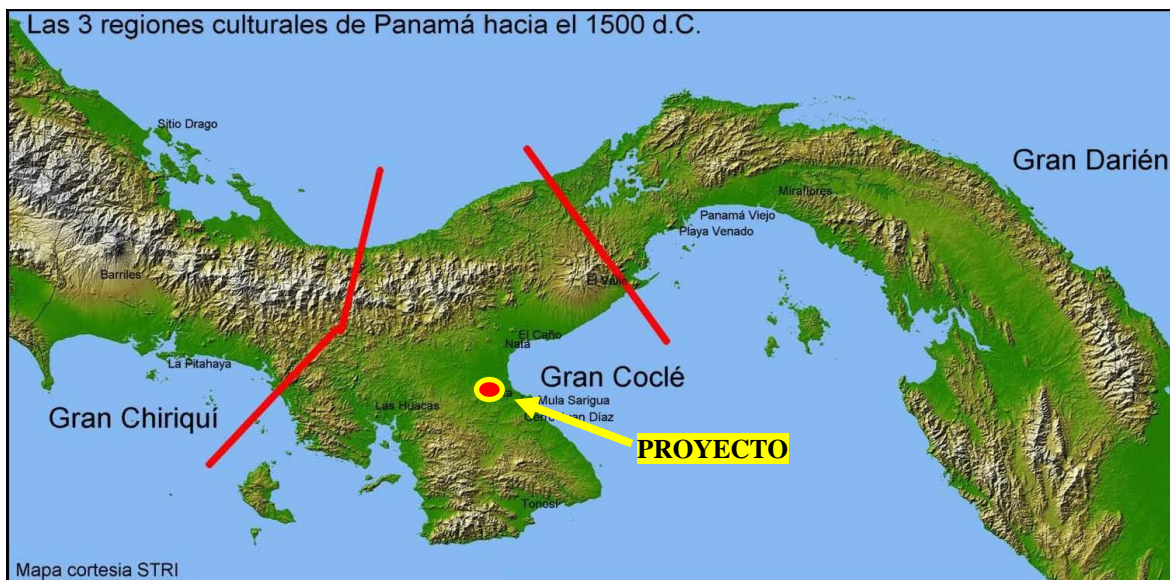 Las 3 regiones culturales de Panamá hacia el 1500 d.C.
Sitio Drago
Gran Darién
Miraflores
Panamá Viejo
Playa Venado
Barriles
El Valle
El Caño
Natá
La Pitahaya
Gran Coclé
Mula Sarigua
Las Huacas
Gran Chiriquí
PROYECTO
Tonosí
Mapa cortesia STRI